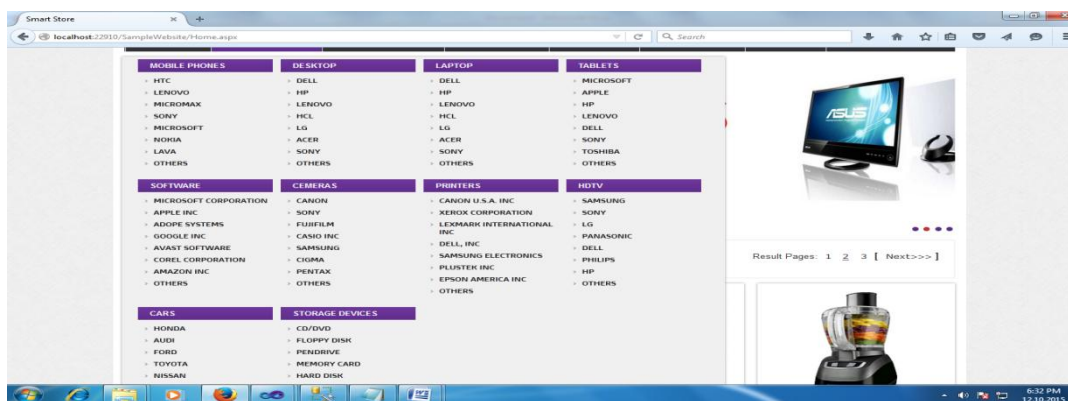 Smart Store
localhost:22910/SampleWebsite/Home.aspx
Search
MOBILE PHONES
HTC
LENOVO
MICROMAX
SONY
MICROSOFT
NOKIA
LAVA
OTHERS
DESKTOP
DELL
HP
LENOVO
HCL
LG
ACER
SONY
OTHERS
LAPTOP
DELL
HP
LENOVO
HCL
LG
ACER
SONY
OTHERS
TABLETS
MICROSOFT
APPLE
HP
LENOVO
DELL
SONY
TOSHIBA
OTHERS
ASUS
SOFTWARE
MICROSOFT CORPORATION
APPLE INC
ADOPE SYSTEMS
GOOGLE INC
AVAST SOFTWARE
COREL CORPORATION
AMAZON INC
OTHERS
CEMERAS
CANON
SONY
FUJIFILM
CASIO INC
SAMSUNG
CIGMA
PENTAX
OTHERS
PRINTERS
CANON U.S.A. INC
XEROX CORPORATION
LEXMARK INTERNATIONAL
INC
DELL, INC
SAMSUNG ELECTRONICS
PLUSTEK INC
EPSON AMERICA INC
OTHERS
HDTV
SAMSUNG
SONY
LG
PANASONIC
DELL
PHILIPS
HP
OTHERS
Result Pages: 1 2 3 [ Next>>> ]
CARS
HONDA
AUDI
FORD
TOYOTA
NISSAN
STORAGE DEVICES
CD/DVD
FLOPPY DISK
PENDRIVE
MEMORY CARD
HARD DISK
6:32 PM
12.10.2015